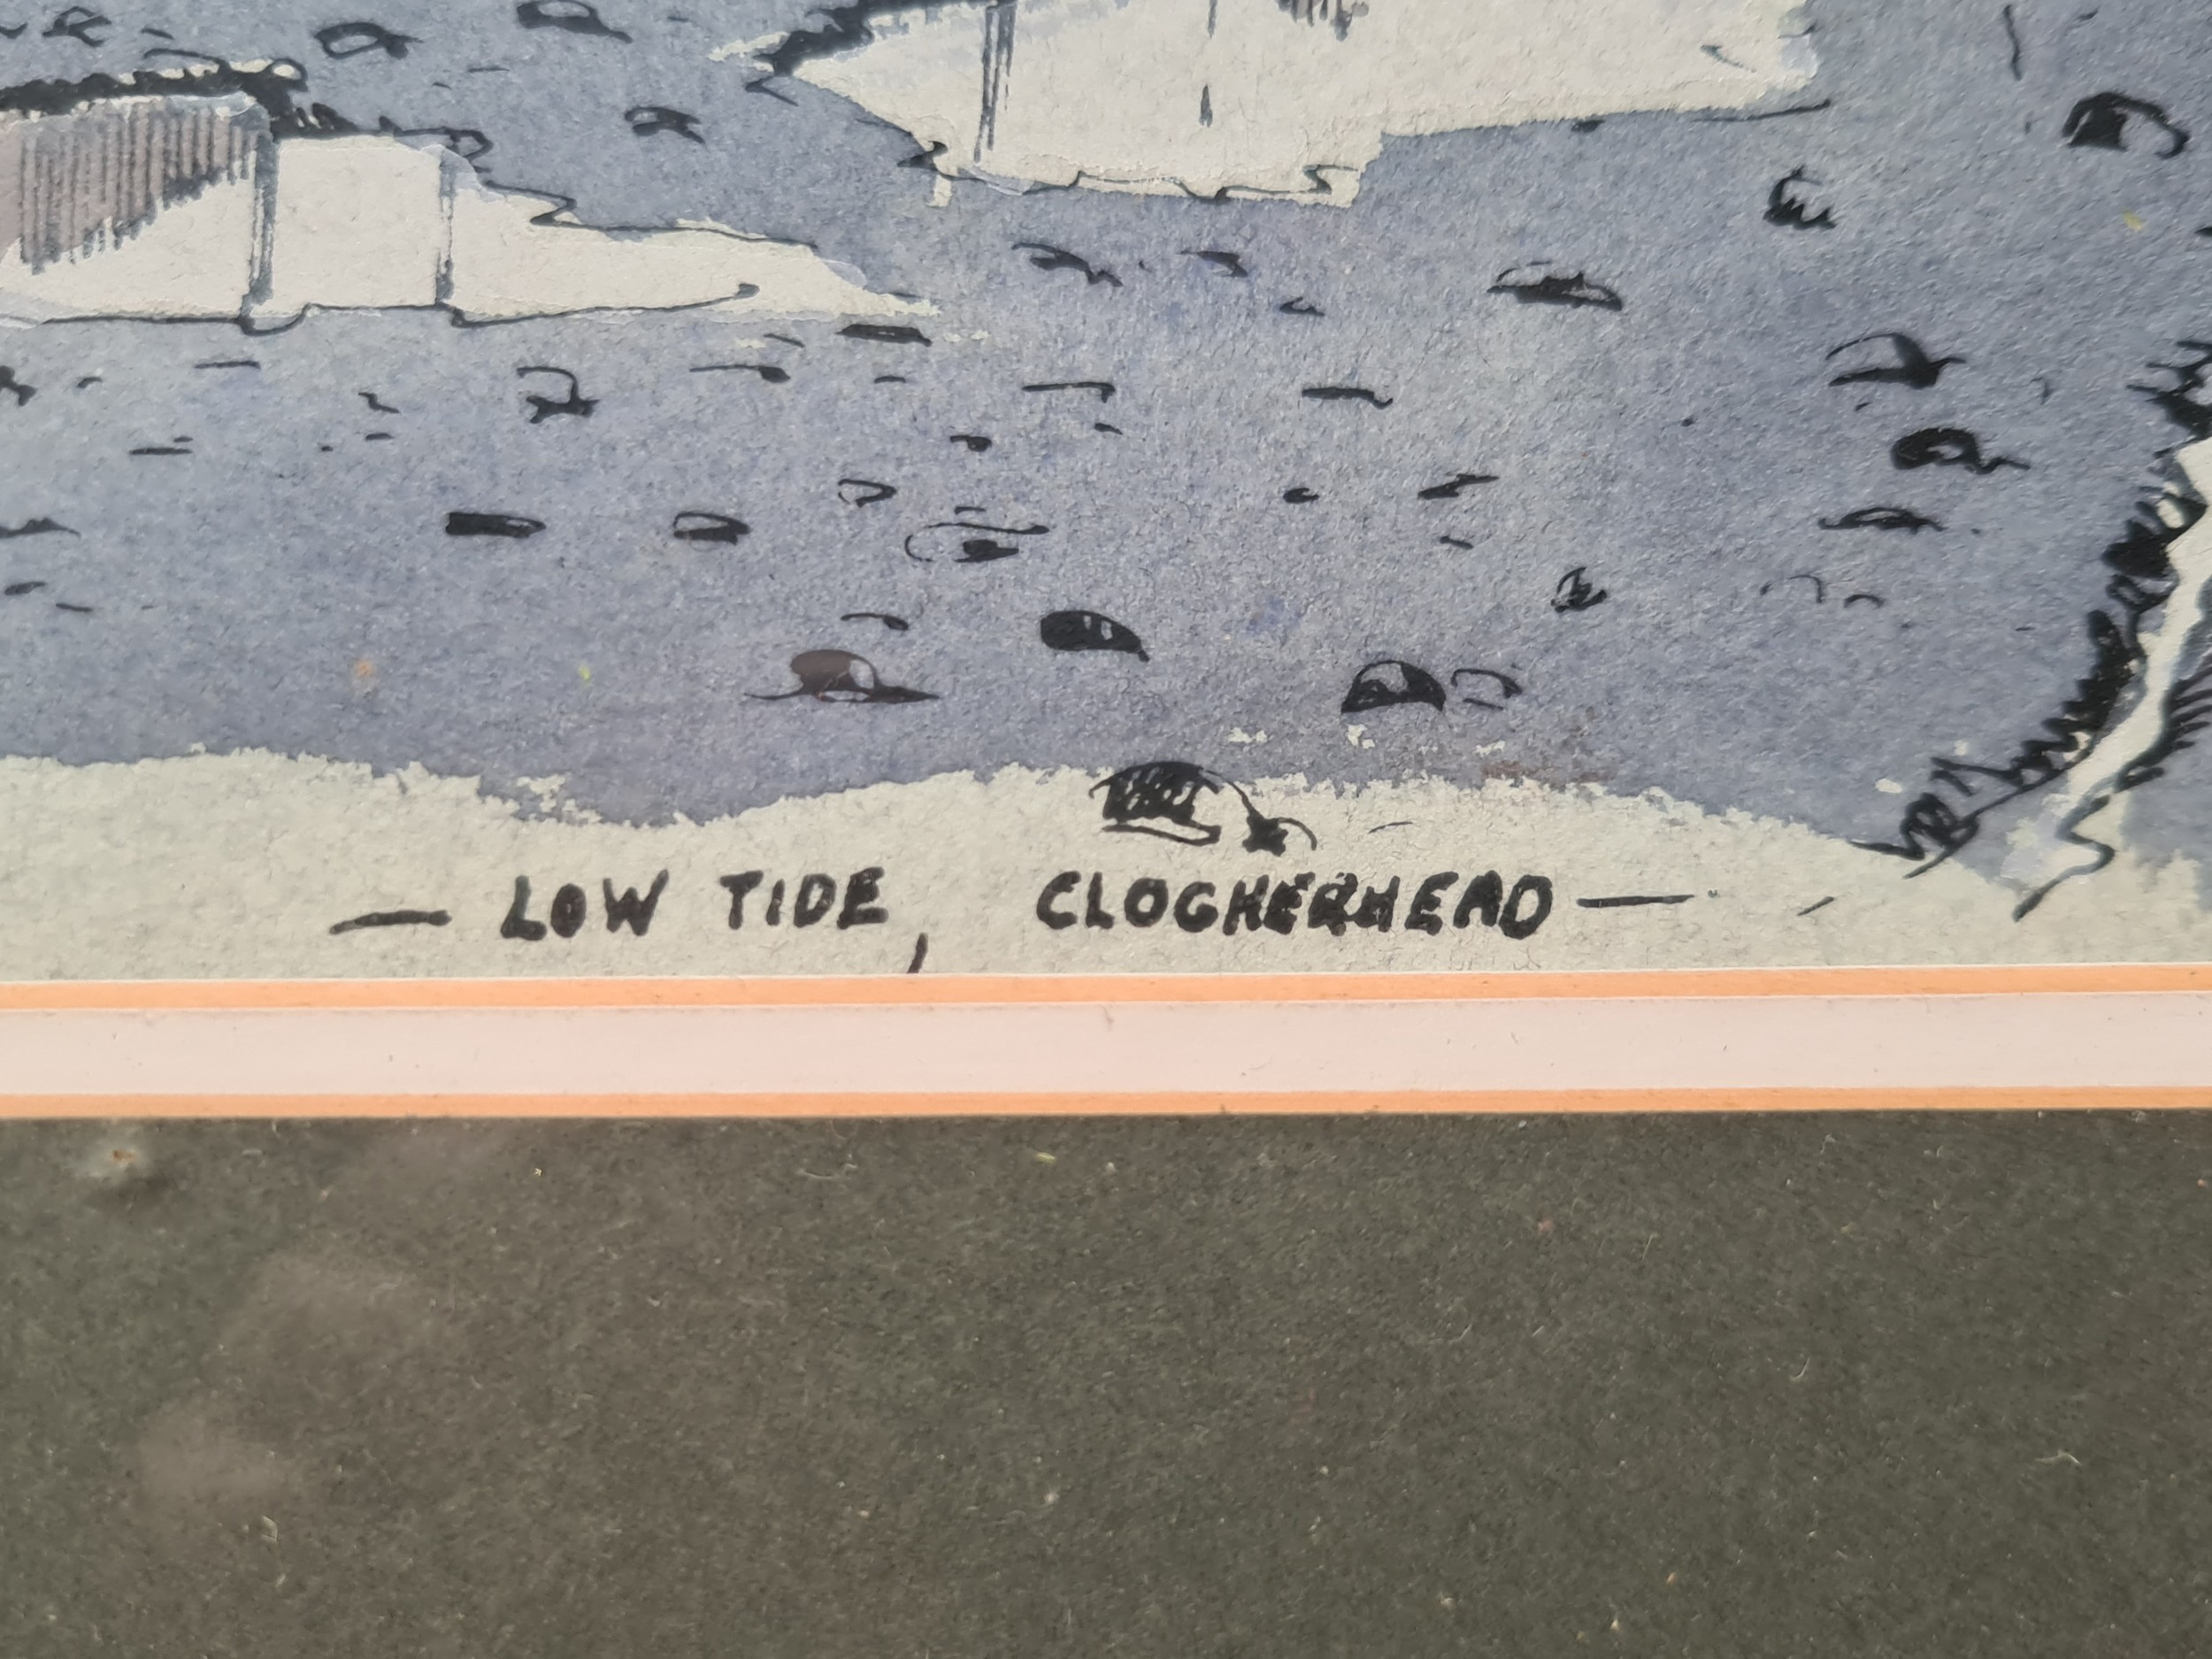 — LOW TIDE, CLOGHERHEAD —